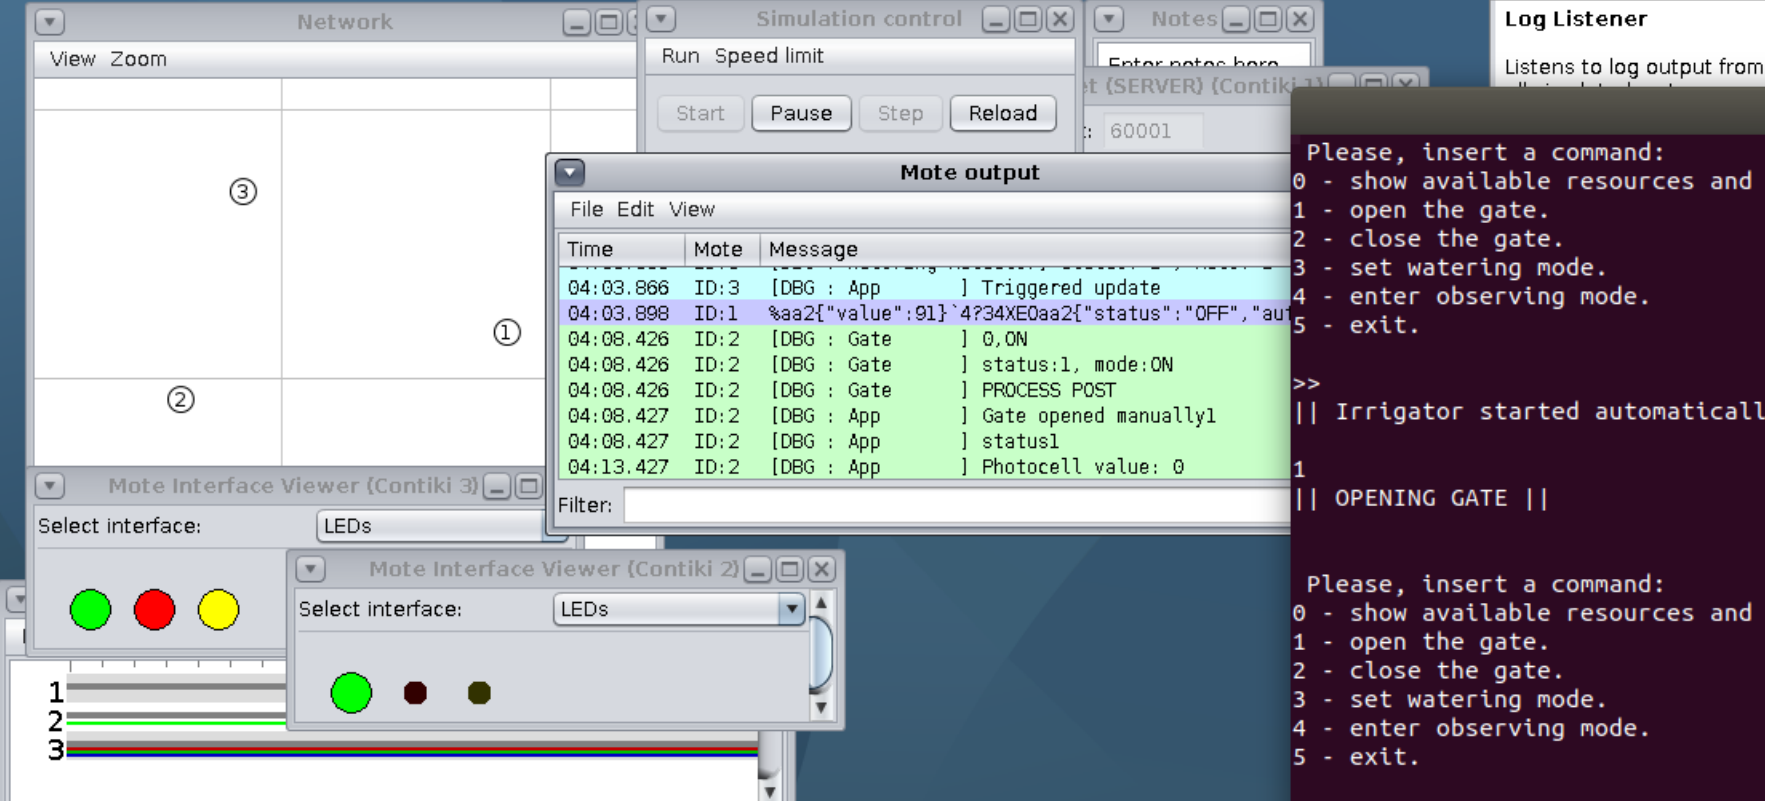 Network
View Zoom
3
1
2
Simulation control
Run Speed limit
Start Pause Step Reload
Notes
Enter notes here
(SERVER) (Contiki 1)
60001
Log Listener
Listens to log output from
Mote output
File Edit View
Time Mote Message
04:03.866 ID:3 [DBG : App ] Triggered update
04:03.898 ID:1 %aa2{"value":91}`4?34XEOaa2{"status":"OFF","au
04:08.426 ID:2 [DBG : Gate ] 0,ON
04:08.426 ID:2 [DBG : Gate ] status:1, mode:ON
04:08.426 ID:2 [DBG : Gate ] PROCESS POST
04:08.427 ID:2 [DBG : App ] Gate opened manually1
04:08.427 ID:2 [DBG : App ] status1
04:13.427 ID:2 [DBG : App ] Photocell value: 0
Filter:
Mote Interface Viewer (Contiki 3)
Select interface: LEDs
Mote Interface Viewer (Contiki 2)
Select interface: LEDs
1
2
3
Please, insert a command:
0 - show available resources and
1 - open the gate.
2 - close the gate.
3 - set watering mode.
4 - enter observing mode.
5 - exit.
>>
|| Irrigator started automaticall
1
|| OPENING GATE ||
Please, insert a command:
0 - show available resources and
1 - open the gate.
2 - close the gate.
3 - set watering mode.
4 - enter observing mode.
5 - exit.